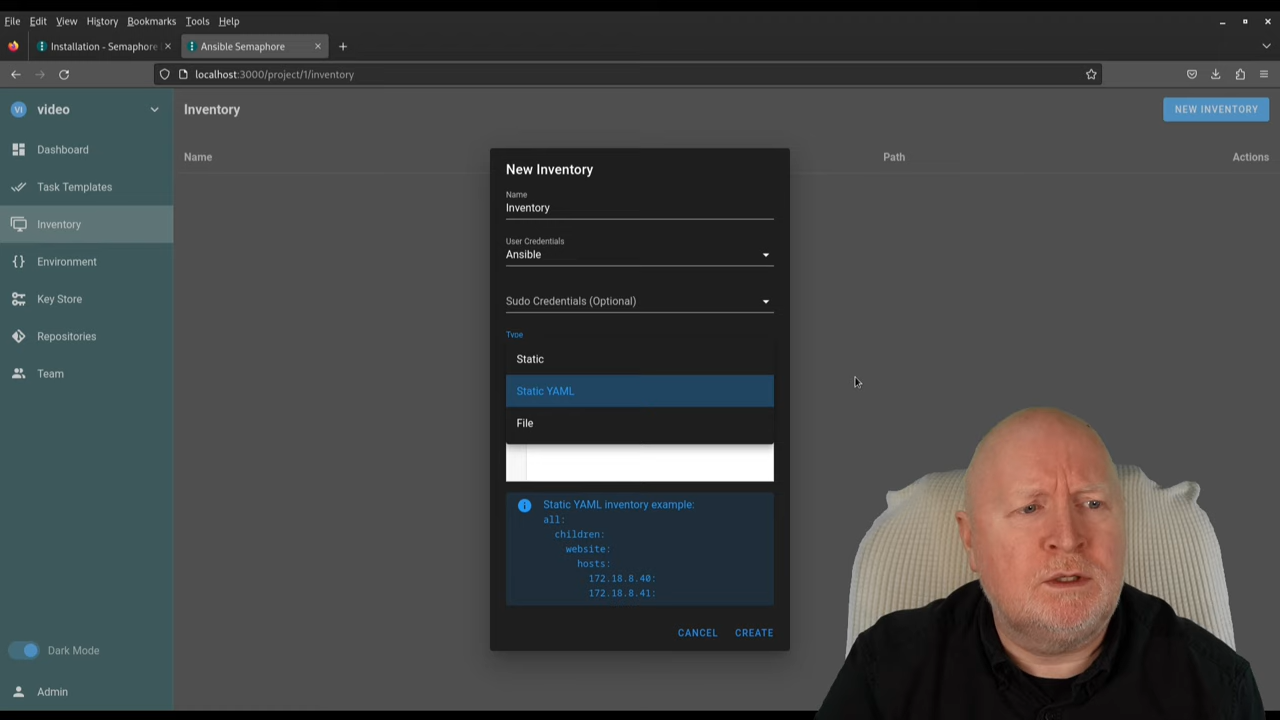 File Edit View History Bookmarks Tools Help
Installation - Semaphore
Ansible Semaphore
localhost:3000/project/1/inventory
VI video
Inventory
NEW INVENTORY
Dashboard
Name
Path
Actions
Task Templates
Inventory
Environment
Key Store
Repositories
Team
Dark Mode
Admin
New Inventory
Name
Inventory
User Credentials
Ansible
Sudo Credentials (Optional)
Type
Static
Static YAML
File
Static YAML inventory example:
all:
children:
website:
hosts:
172.18.8.40:
172.18.8.41:
CANCEL
CREATE